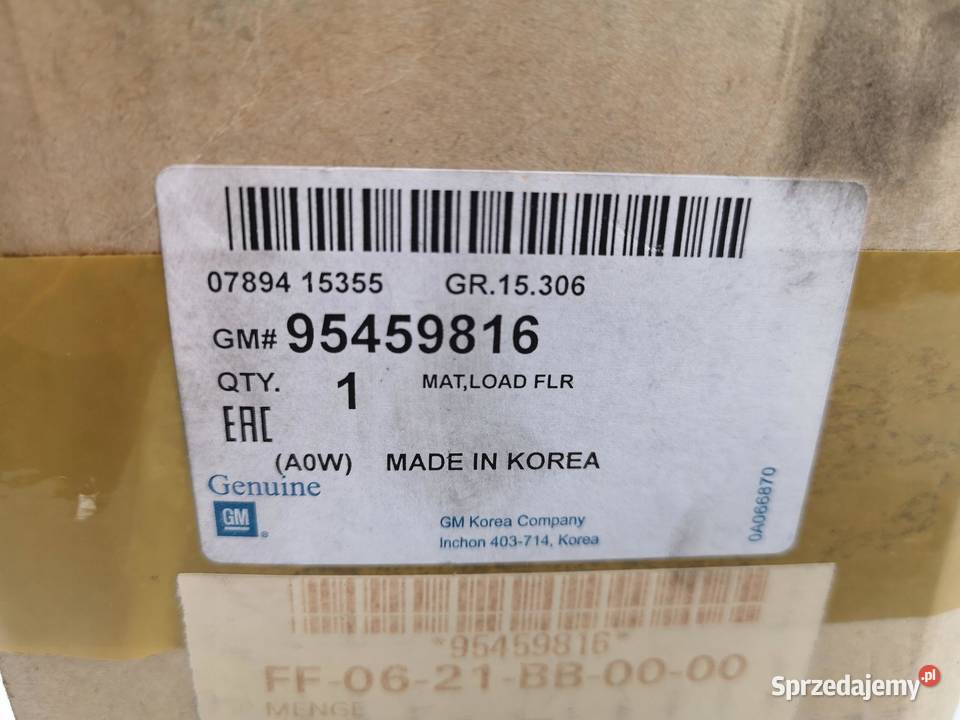 07894 15355 GR.15.306
GM# 95459816
QTY. 1 MAT,LOAD FLR
EAC
(A0W) MADE IN KOREA
Genuine
GM ®
GM Korea Company
Inchon 403-714, Korea
0A066870
*95459816*
FF-06-21-BB-00-00
MENGE
Sprzedajemy.pl